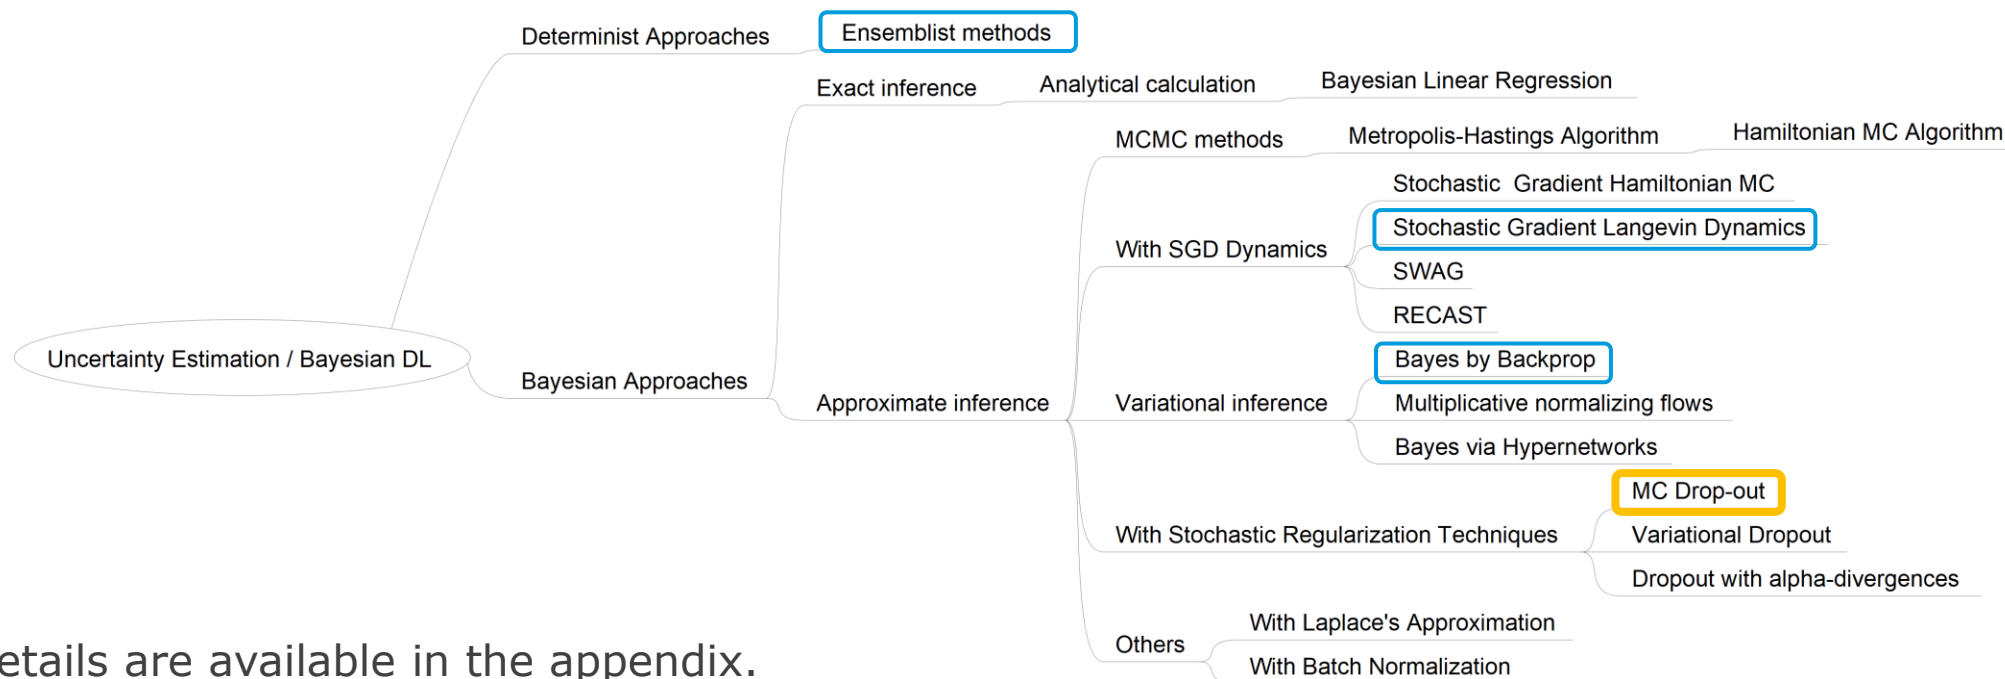 Determinist Approaches
Ensemblist methods
Exact inference
Analytical calculation
Bayesian Linear Regression
MCMC methods
Metropolis-Hastings Algorithm
Hamiltonian MC Algorithm
With SGD Dynamics
Stochastic Gradient Hamiltonian MC
Stochastic Gradient Langevin Dynamics
SWAG
RECAST
Uncertainty Estimation / Bayesian DL
Bayesian Approaches
Approximate inference
Variational inference
Bayes by Backprop
Multiplicative normalizing flows
Bayes via Hypernetworks
With Stochastic Regularization Techniques
MC Drop-out
Variational Dropout
Dropout with alpha-divergences
Others
With Laplace's Approximation
With Batch Normalization
etails are available in the appendix.